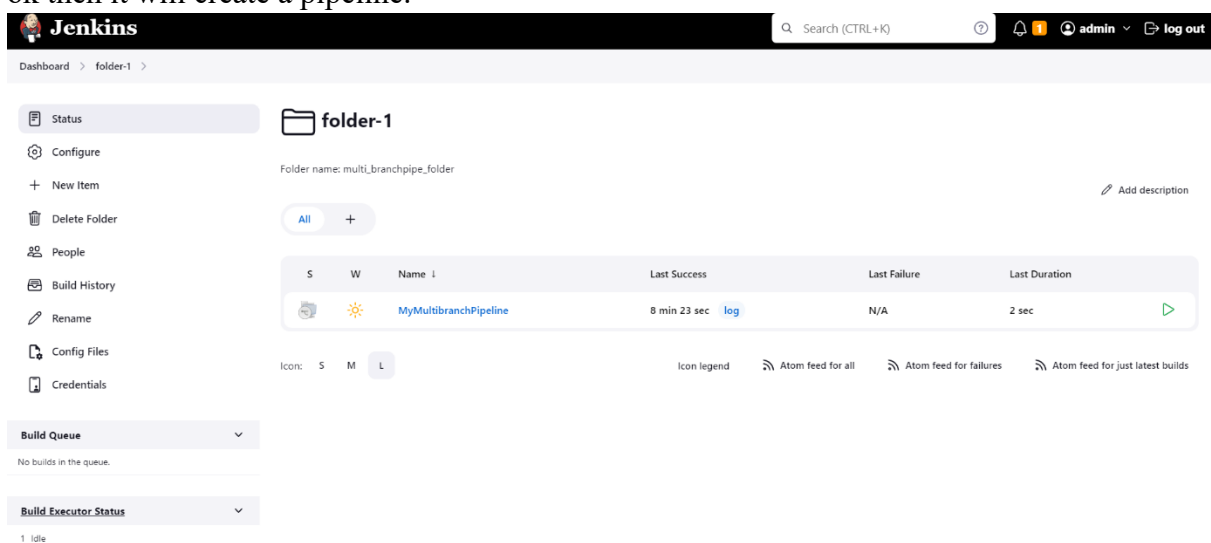 ok then it will create a pipeline.
Jenkins
Search (CTRL+K)
1
admin
log out
Dashboard > folder-1 >
Status
Configure
New Item
Delete Folder
People
Build History
Rename
Config Files
Credentials
Build Queue
No builds in the queue.
Build Executor Status
1 Idle
folder-1
Folder name: multi_branchpipe_folder
Add description
All +
S W Name ↓ Last Success Last Failure Last Duration
MyMultibranchPipeline 8 min 23 sec log N/A 2 sec
Icon: S M L Icon legend Atom feed for all Atom feed for failures Atom feed for just latest builds